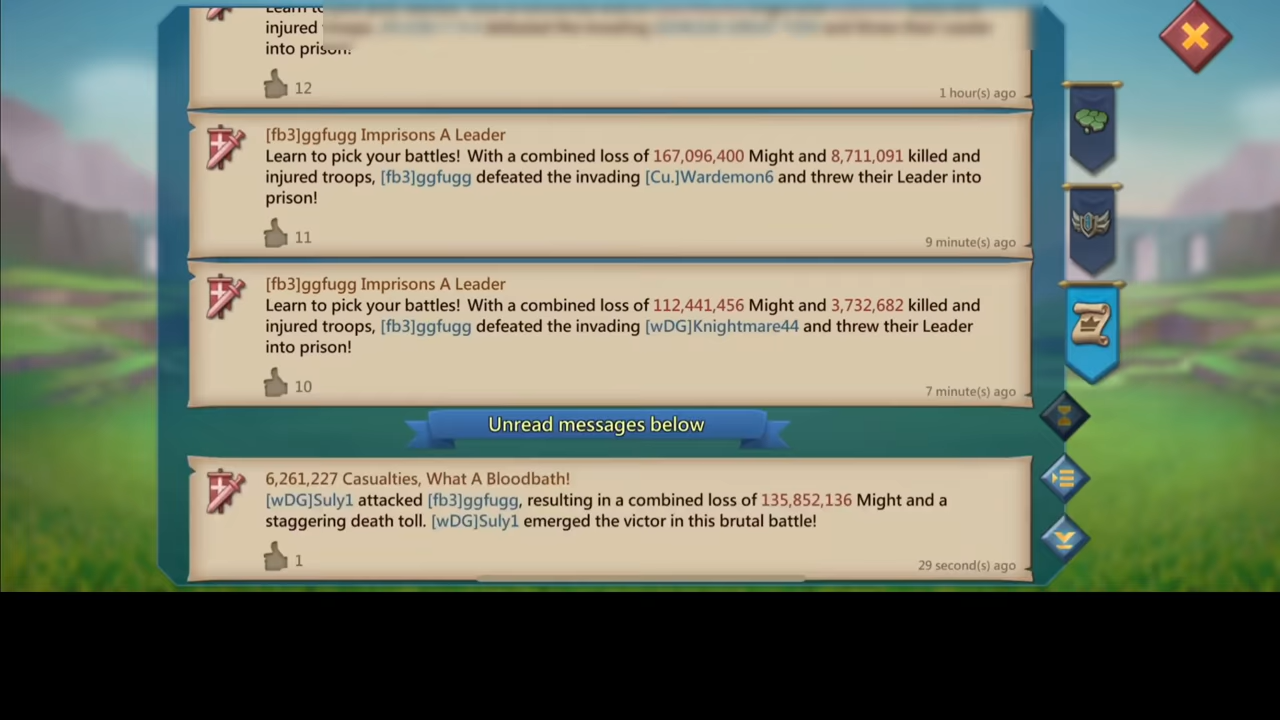 injured
into prison!
12
1 hour(s) ago
[fb3]ggfugg Imprisons A Leader
Learn to pick your battles! With a combined loss of 167,096,400 Might and 8,711,091 killed and
injured troops, [fb3]ggfugg defeated the invading [Cu.]Wardemon6 and threw their Leader into
prison!
11
9 minute(s) ago
[fb3]ggfugg Imprisons A Leader
Learn to pick your battles! With a combined loss of 112,441,456 Might and 3,732,682 killed and
injured troops, [fb3]ggfugg defeated the invading [wDG]Knightmare44 and threw their Leader
into prison!
10
7 minute(s) ago
Unread messages below
6,261,227 Casualties, What A Bloodbath!
[wDG]Suly1 attacked [fb3]ggfugg, resulting in a combined loss of 135,852,136 Might and a
staggering death toll. [wDG]Suly1 emerged the victor in this brutal battle!
1
29 second(s) ago